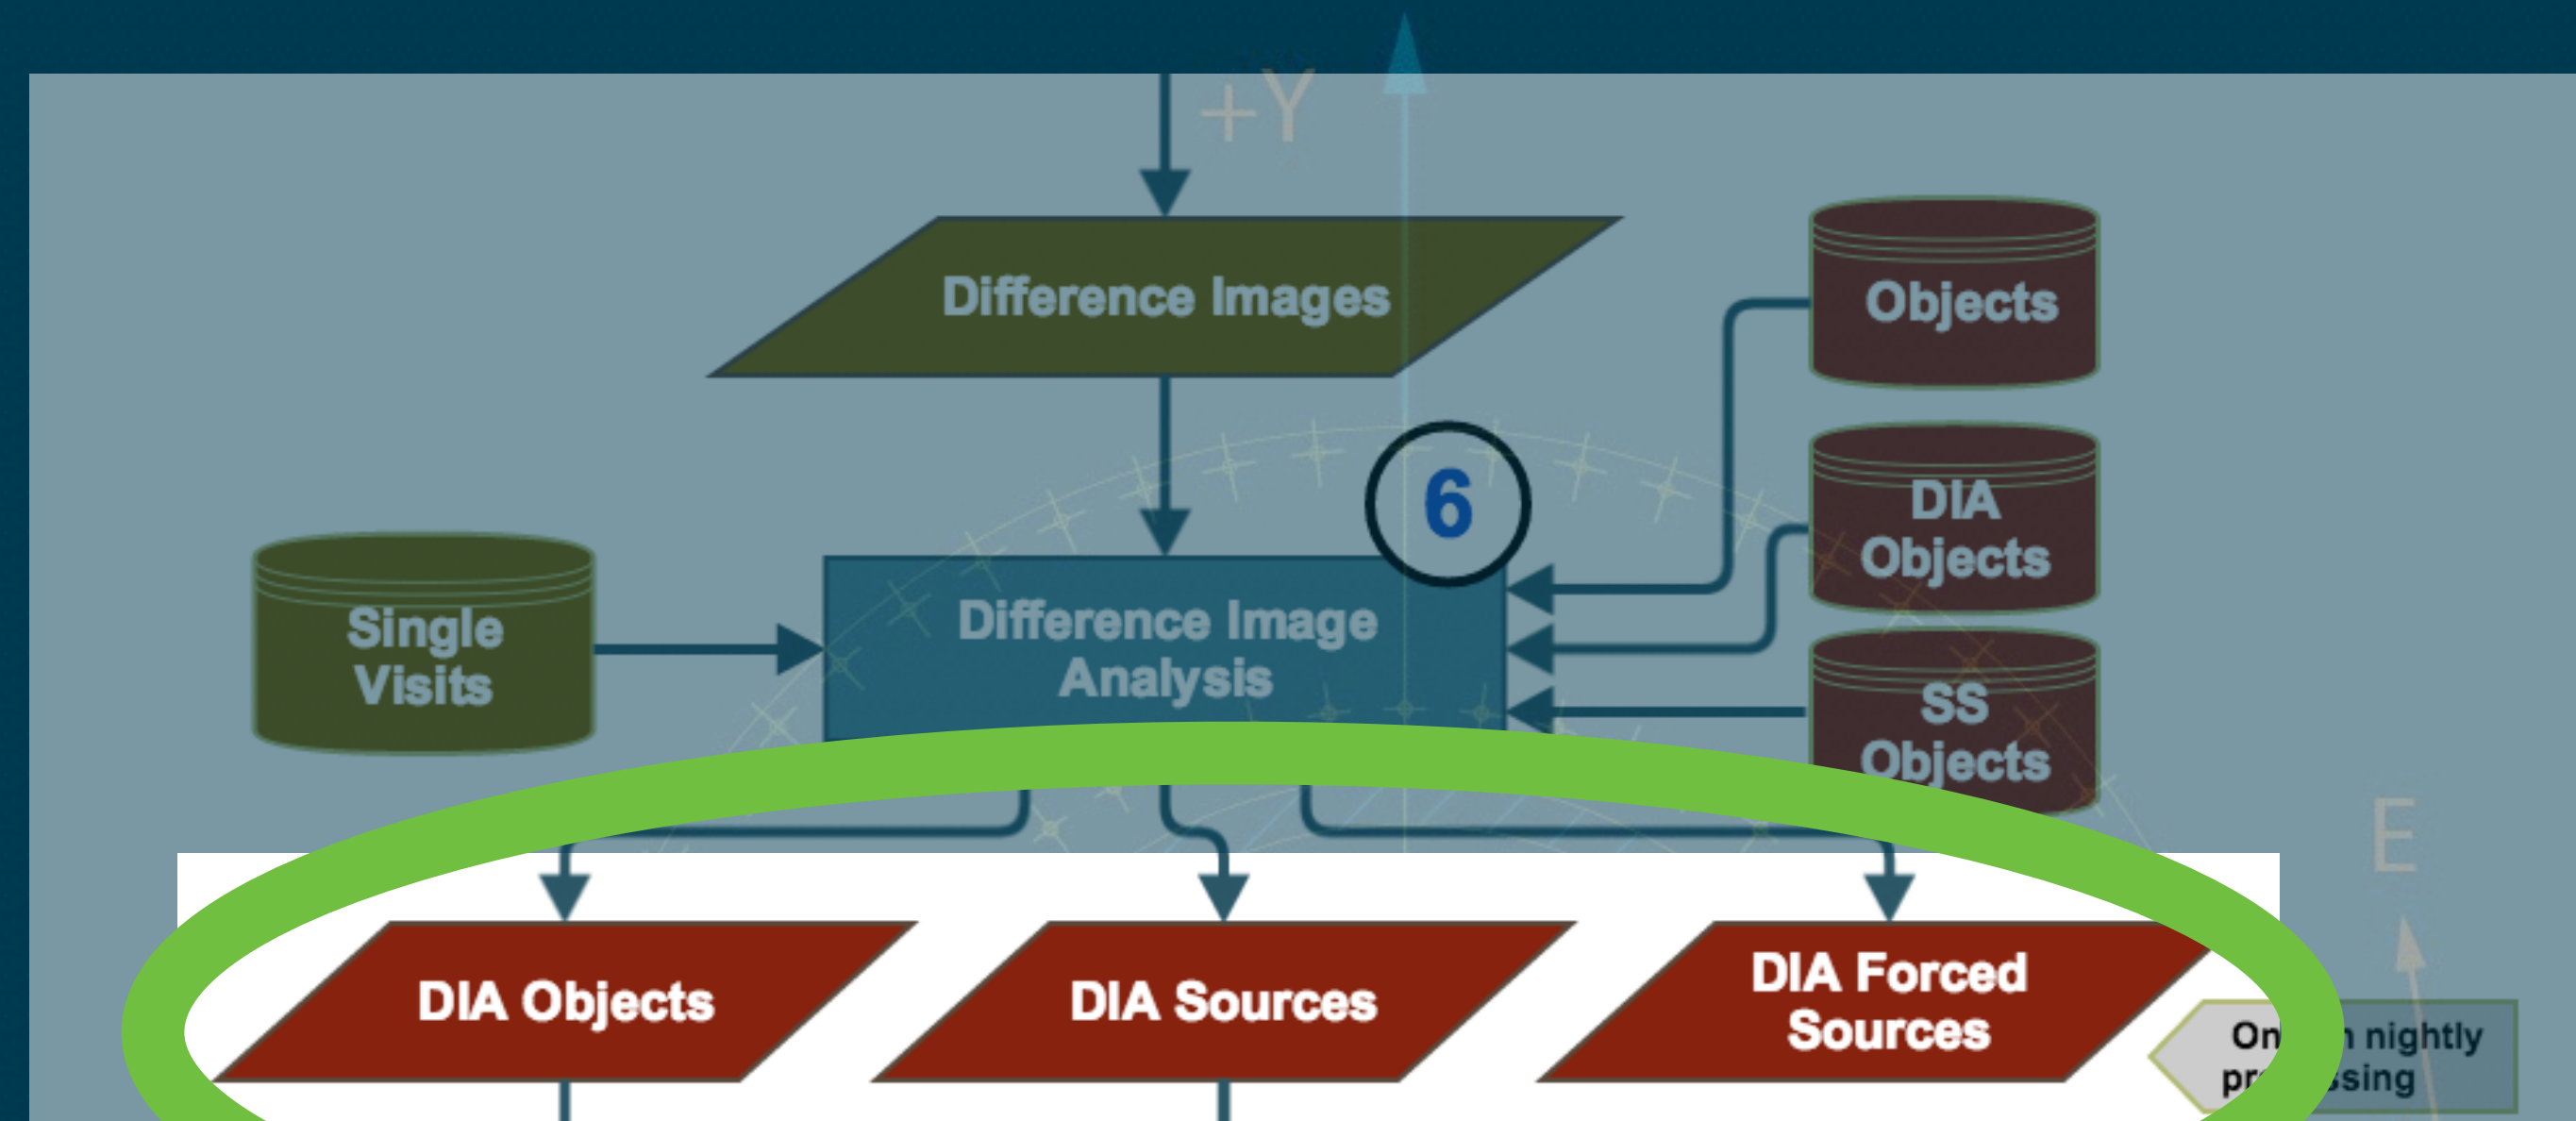 +Y
Difference Images
Objects
6
DIA
Objects
Single
Visits
Difference Image
Analysis
SS
Objects
E
DIA Objects
DIA Sources
DIA Forced
Sources
nightly